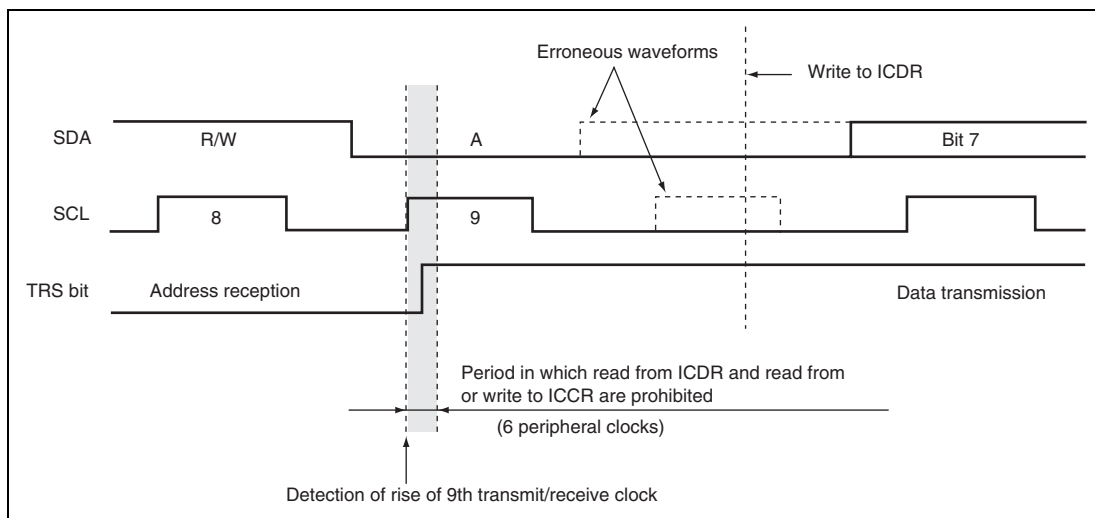 Erroneous waveforms
Write to ICDR
SDA
R/W
A
Bit 7
SCL
8
9
TRS bit
Address reception
Data transmission
Period in which read from ICDR and read from
or write to ICCR are prohibited
(6 peripheral clocks)
Detection of rise of 9th transmit/receive clock